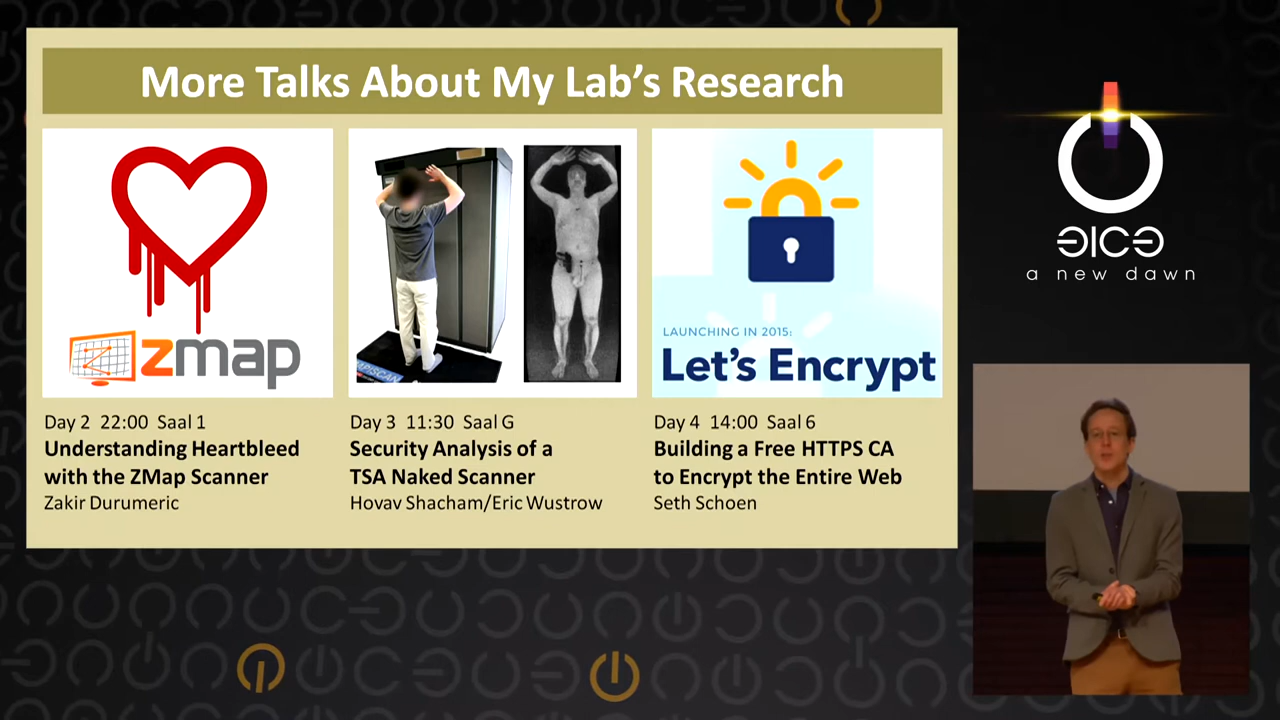 More Talks About My Lab's Research
zmap
LAUNCHING IN 2015:
Let's Encrypt
Day 2 22:00 Saal 1
Understanding Heartbleed
with the ZMap Scanner
Zakir Durumeric
Day 3 11:30 Saal G
Security Analysis of a
TSA Naked Scanner
Hovav Shacham/Eric Wustrow
Day 4 14:00 Saal 6
Building a Free HTTPS CA
to Encrypt the Entire Web
Seth Schoen
a new dawn